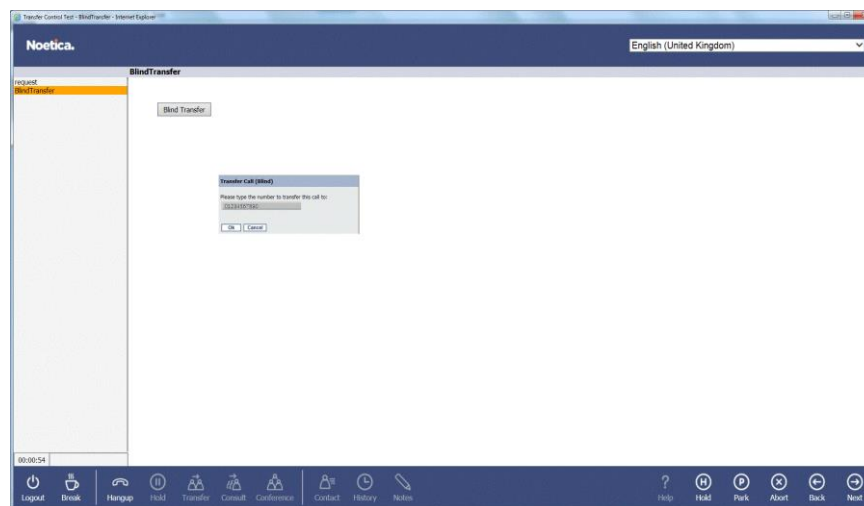 Transfer Control Test - BlindTransfer - Internet Explorer
Noetica.
English (United Kingdom)
BlindTransfer
request
BlindTransfer
Blind Transfer
Transfer Call (Blind)
Please type the number to transfer this call to:
Ok Cancel
00:00:54
Logout Break Hangup Hold Transfer Consult Conference Contact History Notes Help Hold Park Abort Back Next